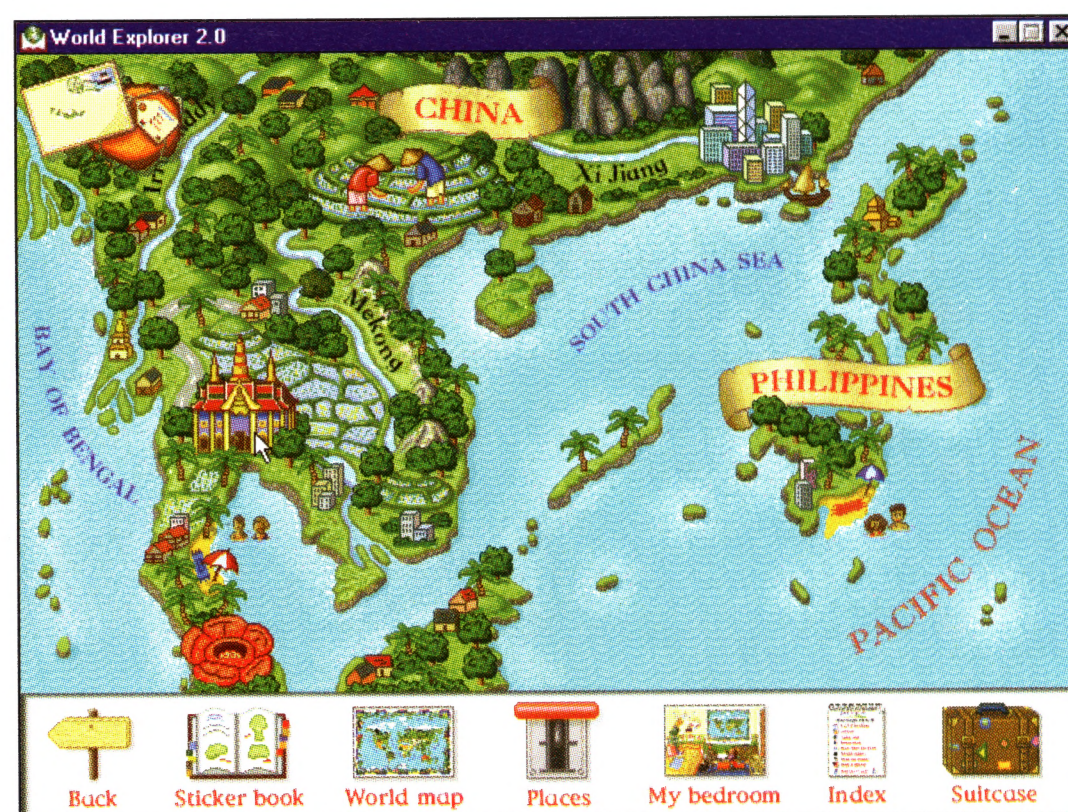 World Explorer 2.0
CHINA
Xi Jiang
SOUTH CHINA SEA
Mekong
BAY OF BENGAL
PHILIPPINES
PACIFIC OCEAN
Back
Sticker book
World map
Places
My bedroom
Index
Suitcase